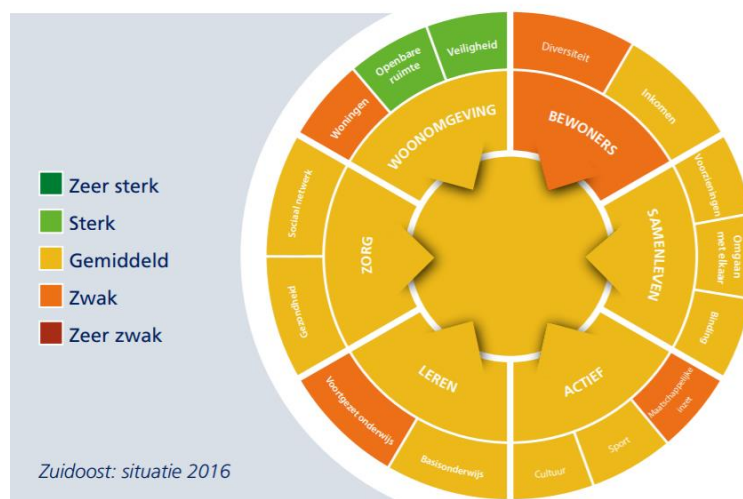 Zeer sterk
Sterk
Gemiddeld
Zwak
Zeer zwak
Zuidoost: situatie 2016
WOONOMGEVING
Woningen
Openbare
ruimte
Veiligheid
BEWONERS
Diversiteit
Inkomen
SAMENLEVEN
Voorzieningen
Omgaan
met elkaar
Binding
ACTIEF
Maatschappelijke
inzet
Sport
Cultuur
LEREN
Basisonderwijs
Voortgezet onderwijs
ZORG
Gezondheid
Sociaal netwerk